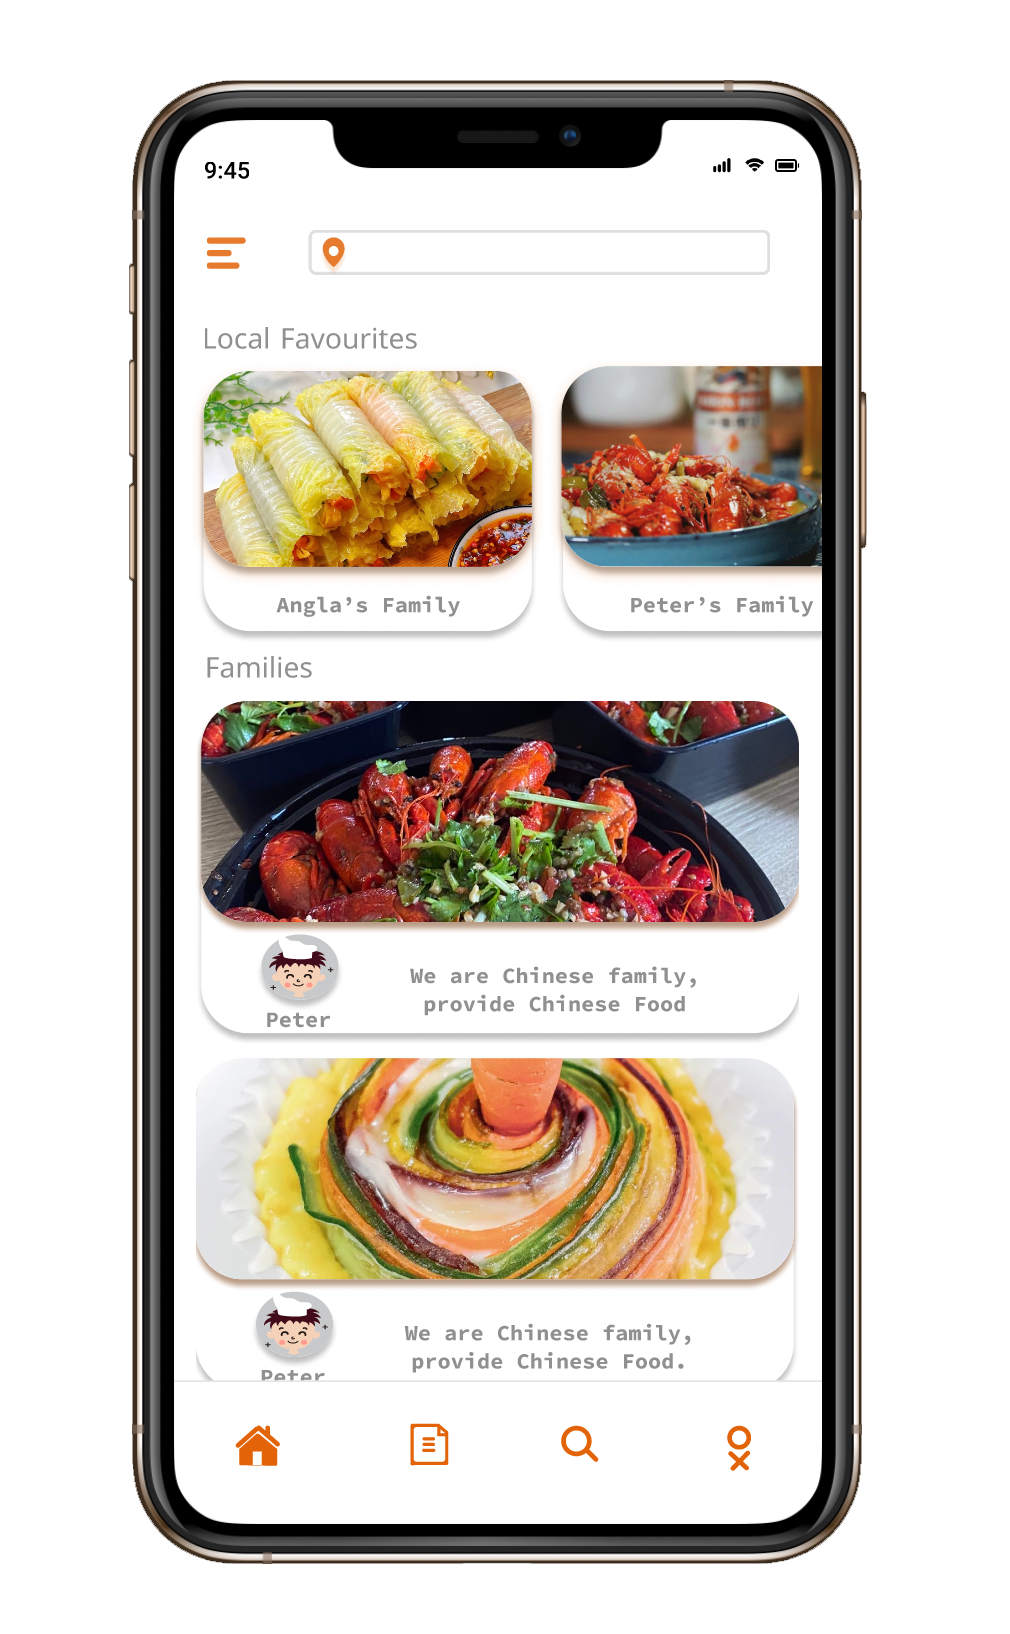 9:45
Local Favourites
Angla’s Family
Peter’s Family
Families
We are Chinese family,
provide Chinese Food
Peter
We are Chinese family,
provide Chinese Food.
Peter